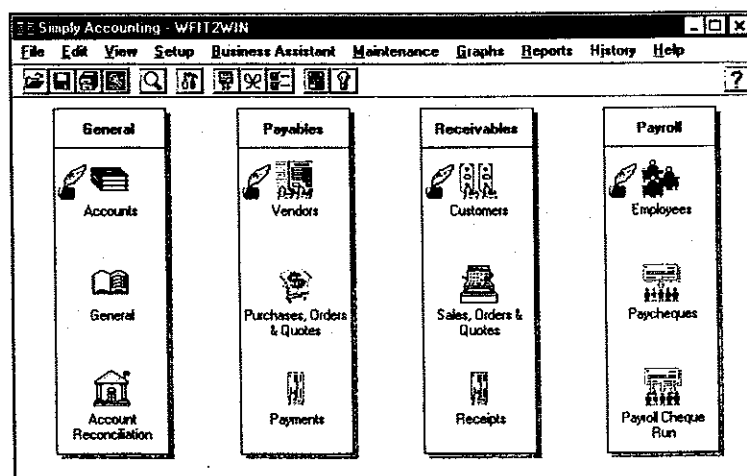 Simply Accounting - WFIT2WIN
File Edit View Setup Business Assistant Maintenance Graphs Reports History Help
?
General Payables Receivables Payroll
Accounts Vendors Customers Employees
General Purchases, Orders & Quotes Sales, Orders & Quotes Paycheques
Account Reconciliation Payments Receipts Payroll Cheque Run